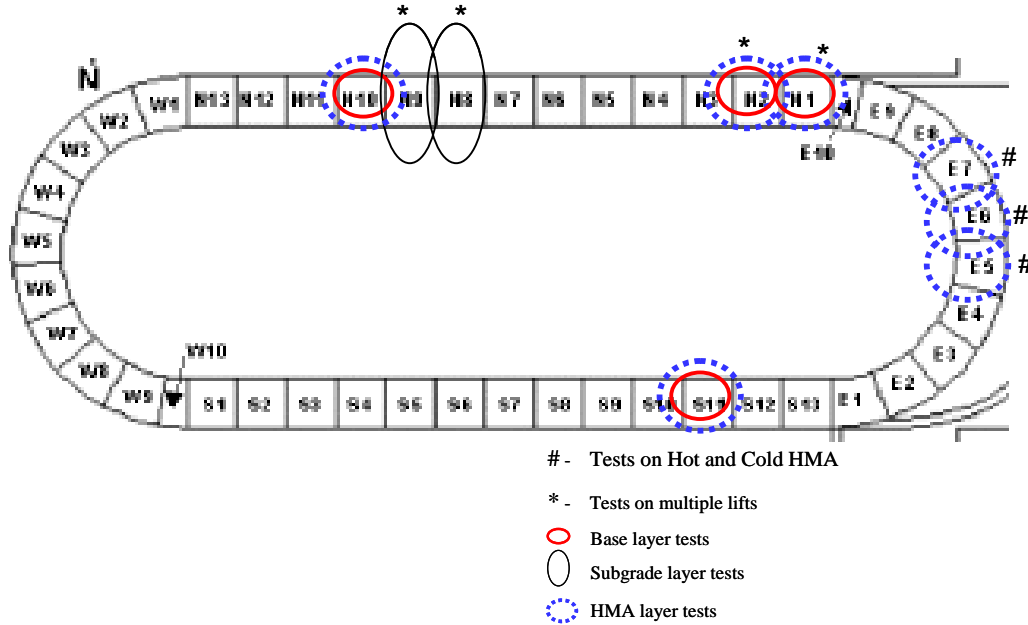 * *
* *
N
W1 N13 N12 N11 N10 N9 N8 N7 N6 N5 N4 N3 N2 N1 E9
W2 E8
W3 E10
E7 #
W4
E6 #
W5
E5 #
W6
E4
W7
W10 E3
W8
E2
W9 S1 S2 S3 S4 S5 S6 S7 S8 S9 S10 S11 S12 S13 E1
# - Tests on Hot and Cold HMA
* - Tests on multiple lifts
Base layer tests
Subgrade layer tests
HMA layer tests